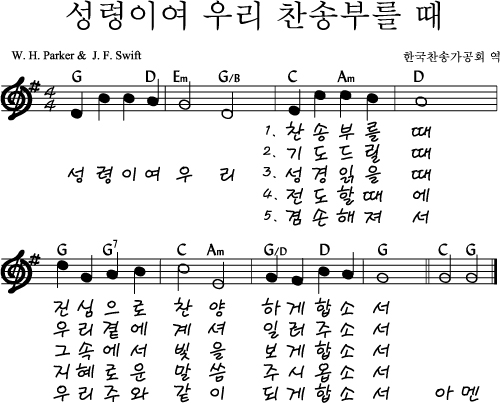 성령이여 우리 찬송부를 때
W. H. Parker & J. F. Swift 한국찬송가공회 역
G D Em G/B C Am D
1. 찬 송 부 를 때
2. 기 도 드 릴 때
성 령 이 여 우 리 3. 성 경 읽 을 때
4. 전 도 할 때 에
5. 겸 손 해 져 서
G G7 C Am G/D D G C G
진 심 으 로 찬 양 하 게 합 소 서
우 리 곁 에 계 셔 일 러 주 소 서
그 속 에 서 빛 을 보 게 합 소 서
지 혜 로 운 말 씀 주 시 옵 소 서
우 리 주 와 같 이 되 게 합 소 서 아 멘